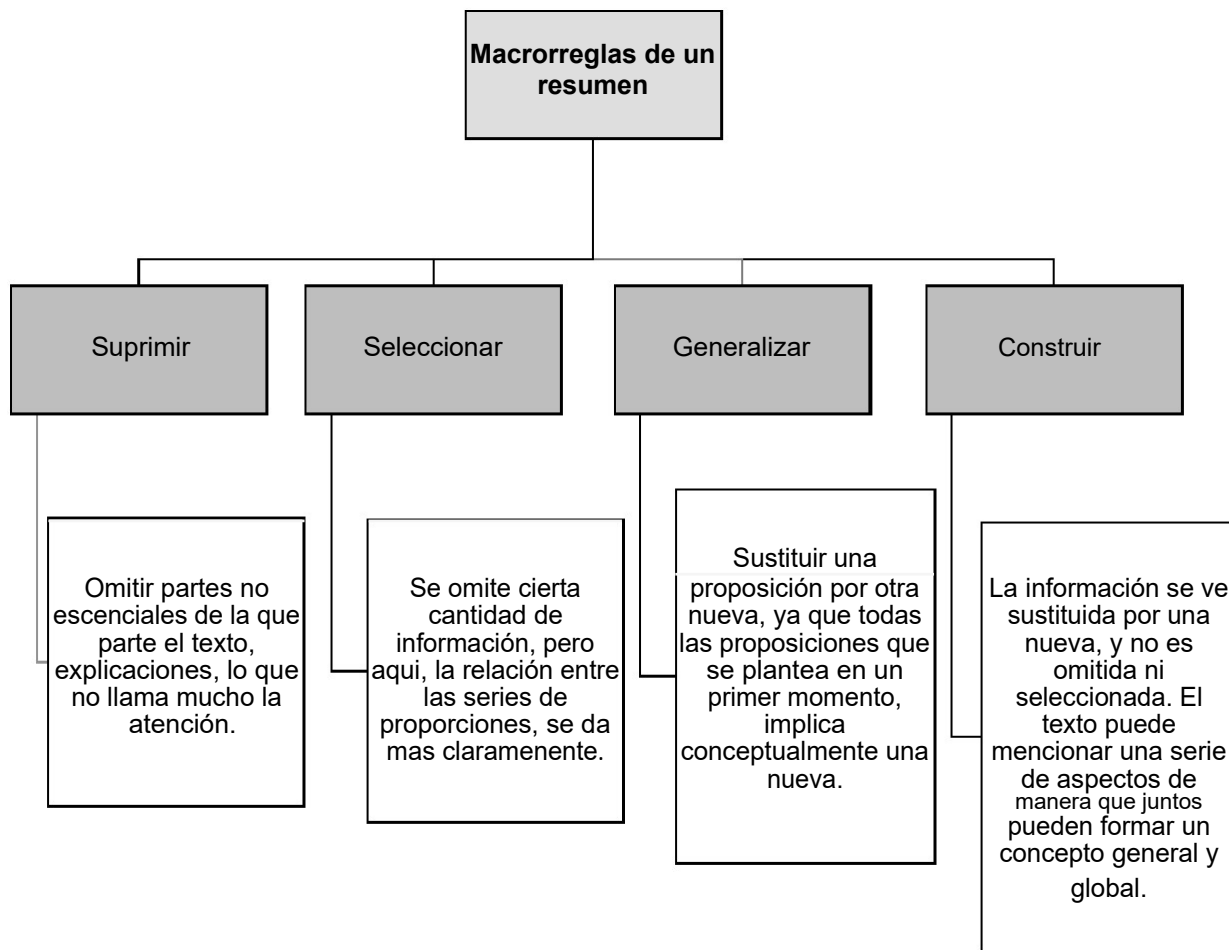 Macrorreglas de un
resumen
Suprimir
Seleccionar
Generalizar
Construir
Omitir partes no
escenciales de la que
parte el texto,
explicaciones, lo que
no llama mucho la
atención.
Se omite cierta
cantidad de
información, pero
aqui, la relación entre
las series de
proporciones, se da
mas claramenente.
Sustituir una
proposición por otra
nueva, ya que todas
las proposiciones que
se plantea en un
primer momento,
implica
conceptualmente una
nueva.
La información se ve
sustituida por una
nueva, y no es
omitida ni
seleccionada. El
texto puede
mencionar una serie
de aspectos de
manera que juntos
pueden formar un
concepto general y
global.